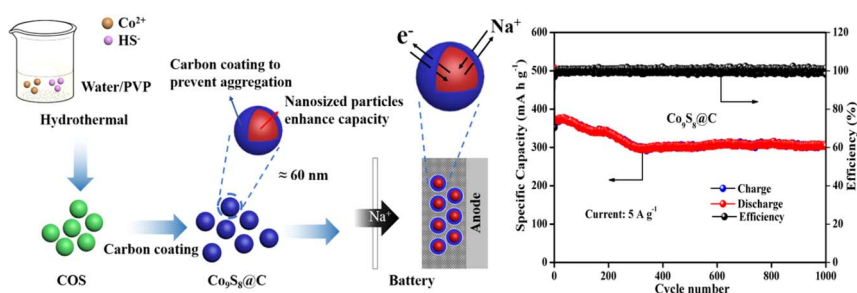 Co²⁺
HS⁻
Water/PVP
Hydrothermal
COS
Carbon coating
Carbon coating to
prevent aggregation
Nanosized particles
enhance capacity
≈ 60 nm
Co₉S₈@C
e⁻
Na⁺
Na⁺
Anode
Battery
Specific Capacity (mA h g⁻¹)
600
500
400
300
200
100
0
Co₉S₈@C
Current: 5 A g⁻¹
Charge
Discharge
Efficiency
0 200 400 600 800 1000
Cycle number
120
100
80
60
40
20
0
Efficiency (%)